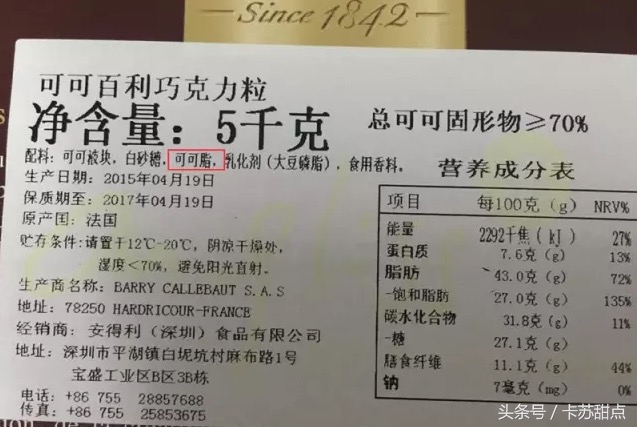 Since 1842
可可百利巧克力粒
净含量：5千克
总可可固形物≥70%
配料：可可液块，白砂糖，可可脂，乳化剂（大豆磷脂），食用香料。
生产日期：2015年04月19日
保质期至：2017年04月19日
原产国：法国
贮存条件：请置于12℃-20℃，阴凉干燥处，
湿度<70%，避免阳光直射。
生产商名称：BARRY CALLEBAUT S.A.S
地址：78250 HARDRICOUR-FRANCE
经销商：安得利（深圳）食品有限公司
地址：深圳市平湖镇白坭坑村麻布路1号
宝盛工业区B区3B栋
电话：+86 755 28857688
传真：+86 755 25853675
营养成分表
项目 每100克（g） NRV%
能量 2292千焦（kJ） 27%
蛋白质 7.6克（g） 13%
脂肪 43.0克（g） 72%
-饱和脂肪 27.0克（g） 135%
碳水化合物 31.8克（g） 11%
-糖 27.1克（g）
膳食纤维 11.1克（g） 44%
钠 7毫克（mg） 0%
头条号 / 卡苏甜点